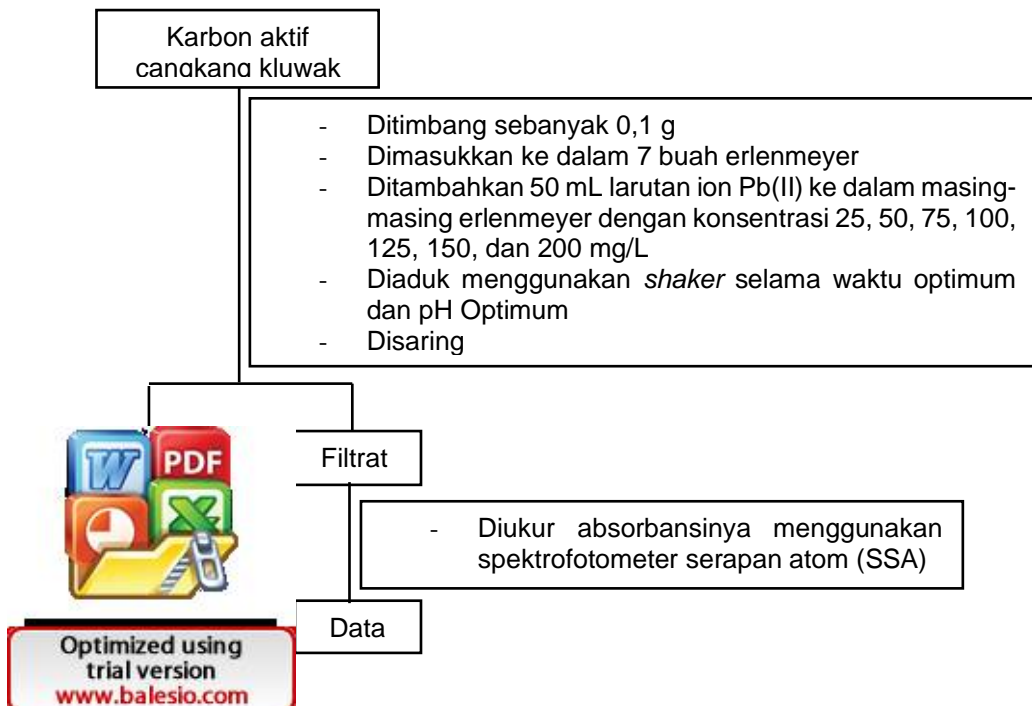 Karbon aktif
cangkang kluwak
- Ditimbang sebanyak 0,1 g
- Dimasukkan ke dalam 7 buah erlenmeyer
- Ditambahkan 50 mL larutan ion Pb(II) ke dalam masing-
masing erlenmeyer dengan konsentrasi 25, 50, 75, 100,
125, 150, dan 200 mg/L
- Diaduk menggunakan shaker selama waktu optimum
dan pH Optimum
- Disaring
W
PDF
X
Filtrat
- Diukur absorbansinya menggunakan
spektrofotometer serapan atom (SSA)
Data
Optimized using
trial version
www.balesio.com